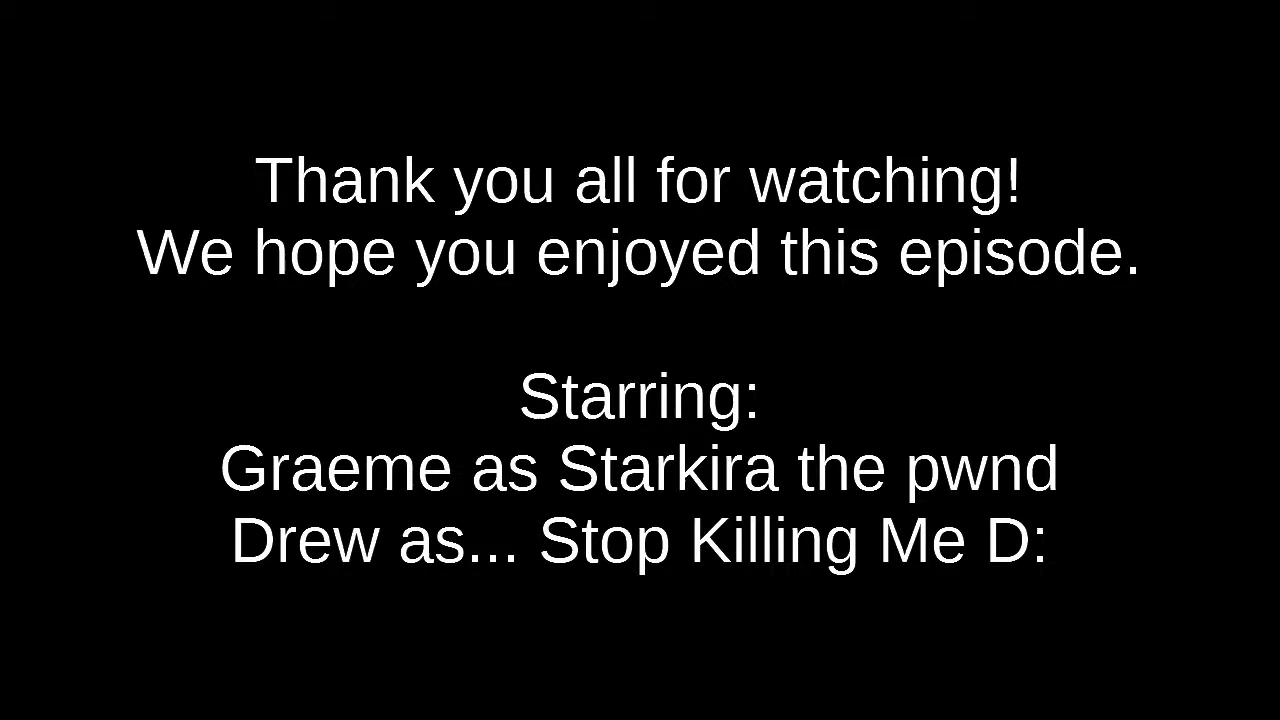 Thank you all for watching!
We hope you enjoyed this episode.
Starring:
Graeme as Starkira the pwnd
Drew as... Stop Killing Me D: